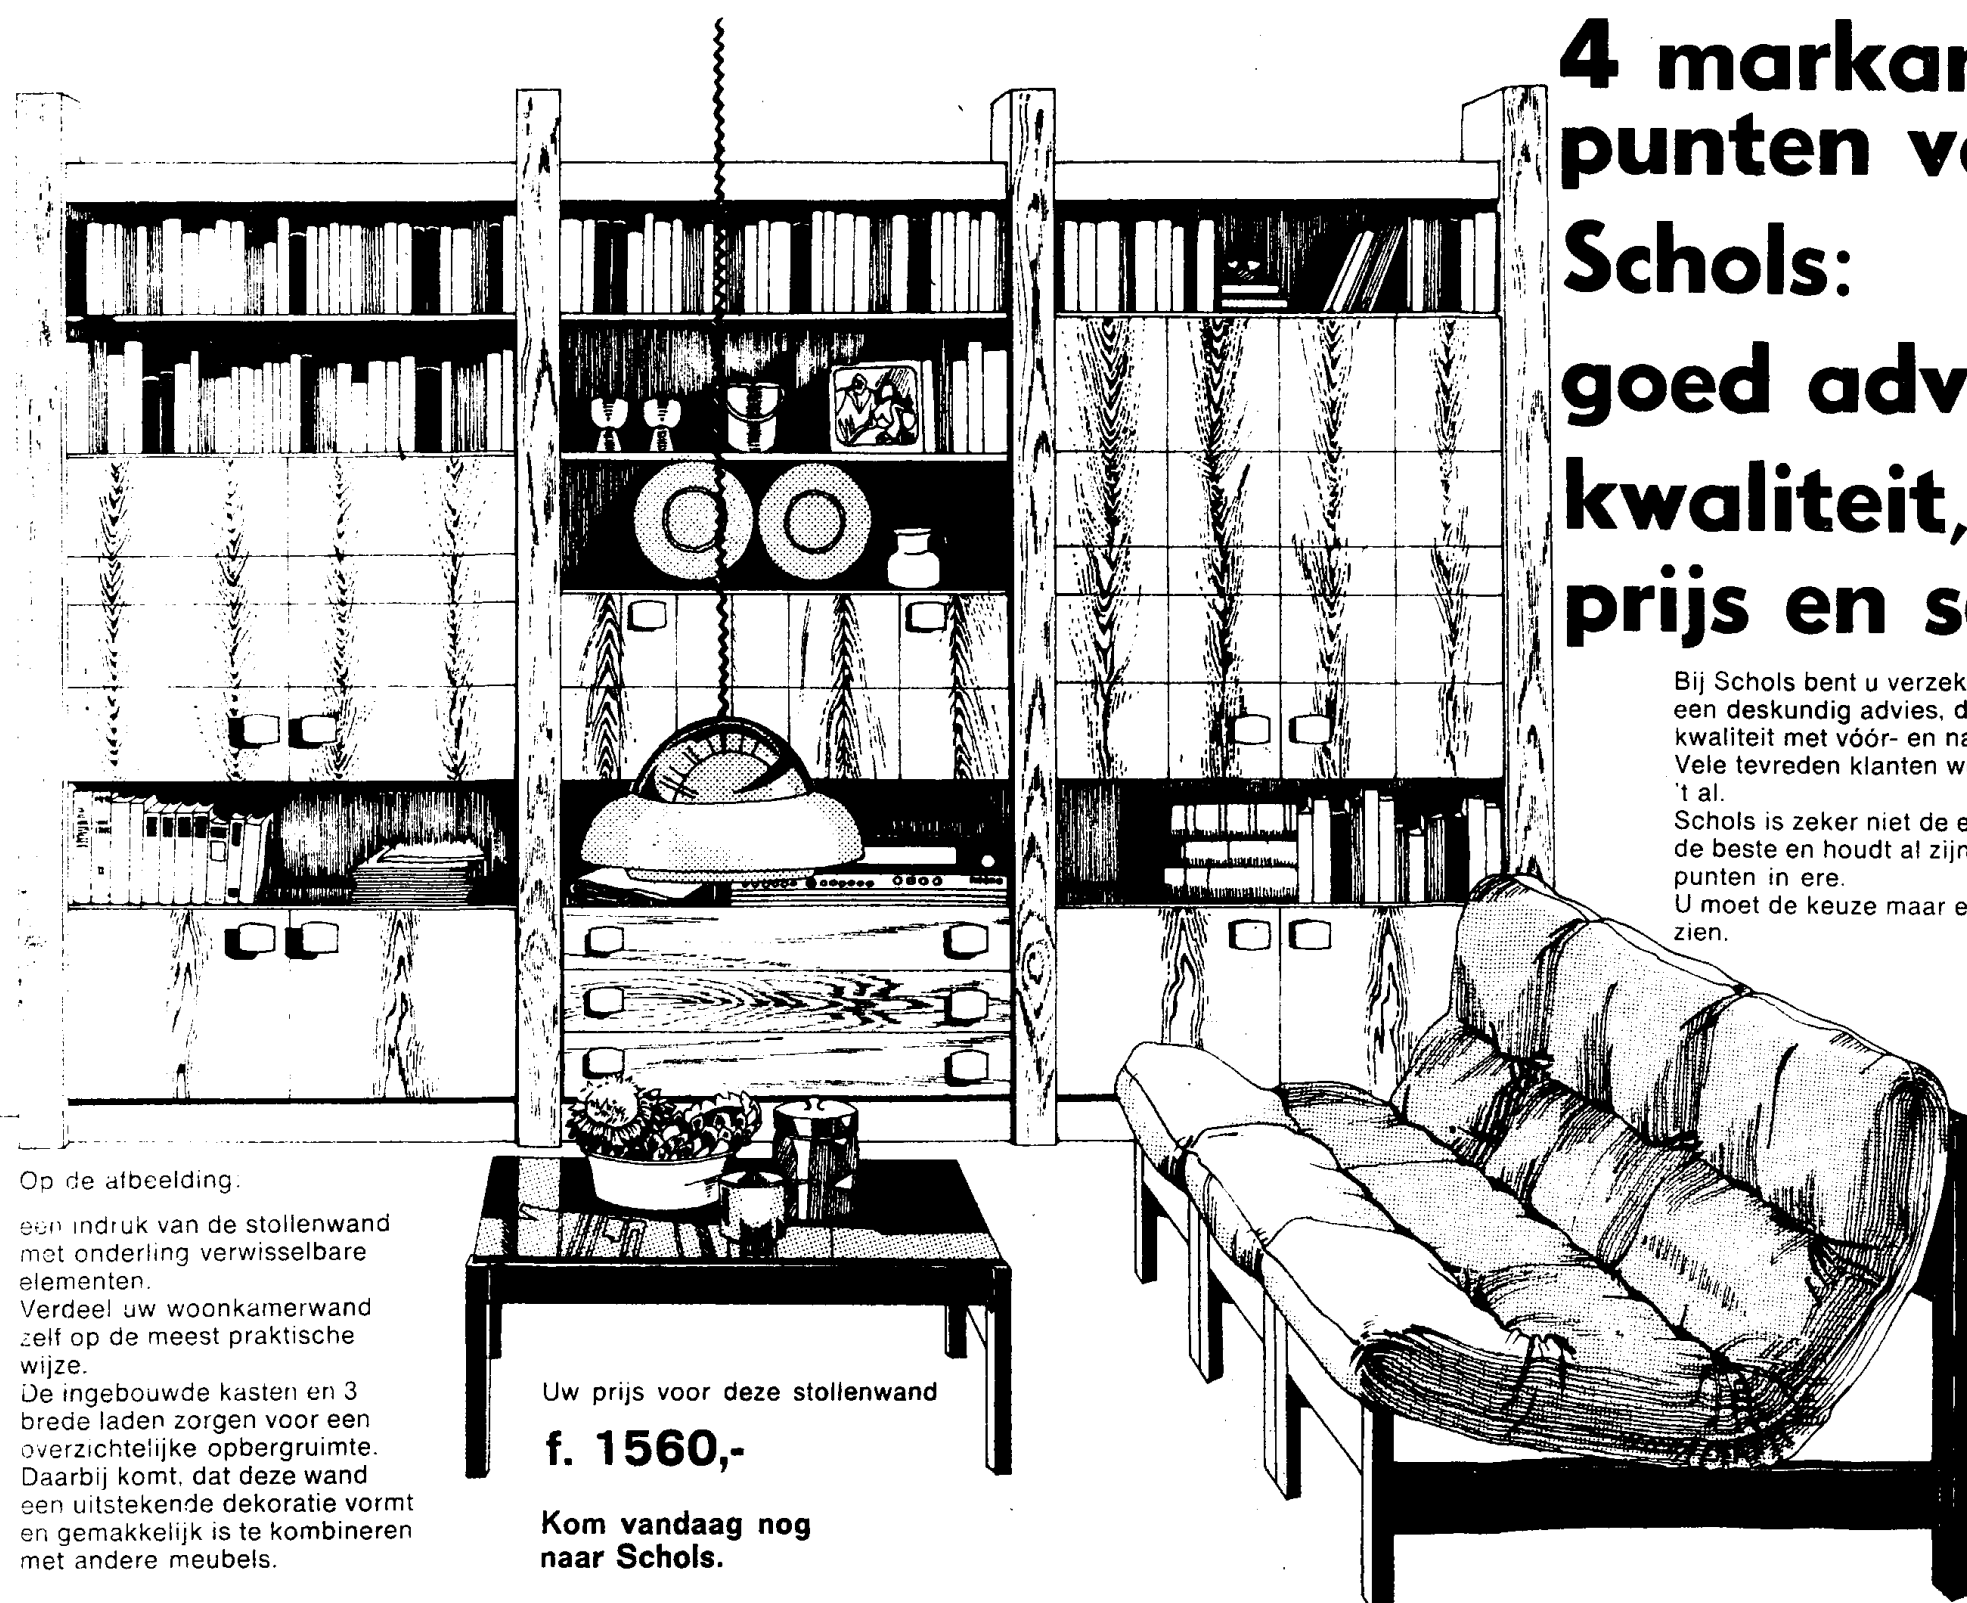 4 markan
punten va
Schols:
goed adv
kwaliteit,
prijs en se
Bij Schols bent u verzek
een deskundig advies, d
kwaliteit met vóór- en na
Vele tevreden klanten w
't al.
Schols is zeker niet de e
de beste en houdt al zijn
punten in ere.
U moet de keuze maar e
zien.
Op de afbeelding:
een indruk van de stollenwand
met onderling verwisselbare
elementen.
Verdeel uw woonkamerwand
zelf op de meest praktische
wijze.
De ingebouwde kasten en 3
brede laden zorgen voor een
overzichtelijke opbergruimte.
Daarbij komt, dat deze wand
een uitstekende dekoratie vormt
en gemakkelijk is te kombineren
met andere meubels.
Uw prijs voor deze stollenwand
f. 1560,-
Kom vandaag nog
naar Schols.